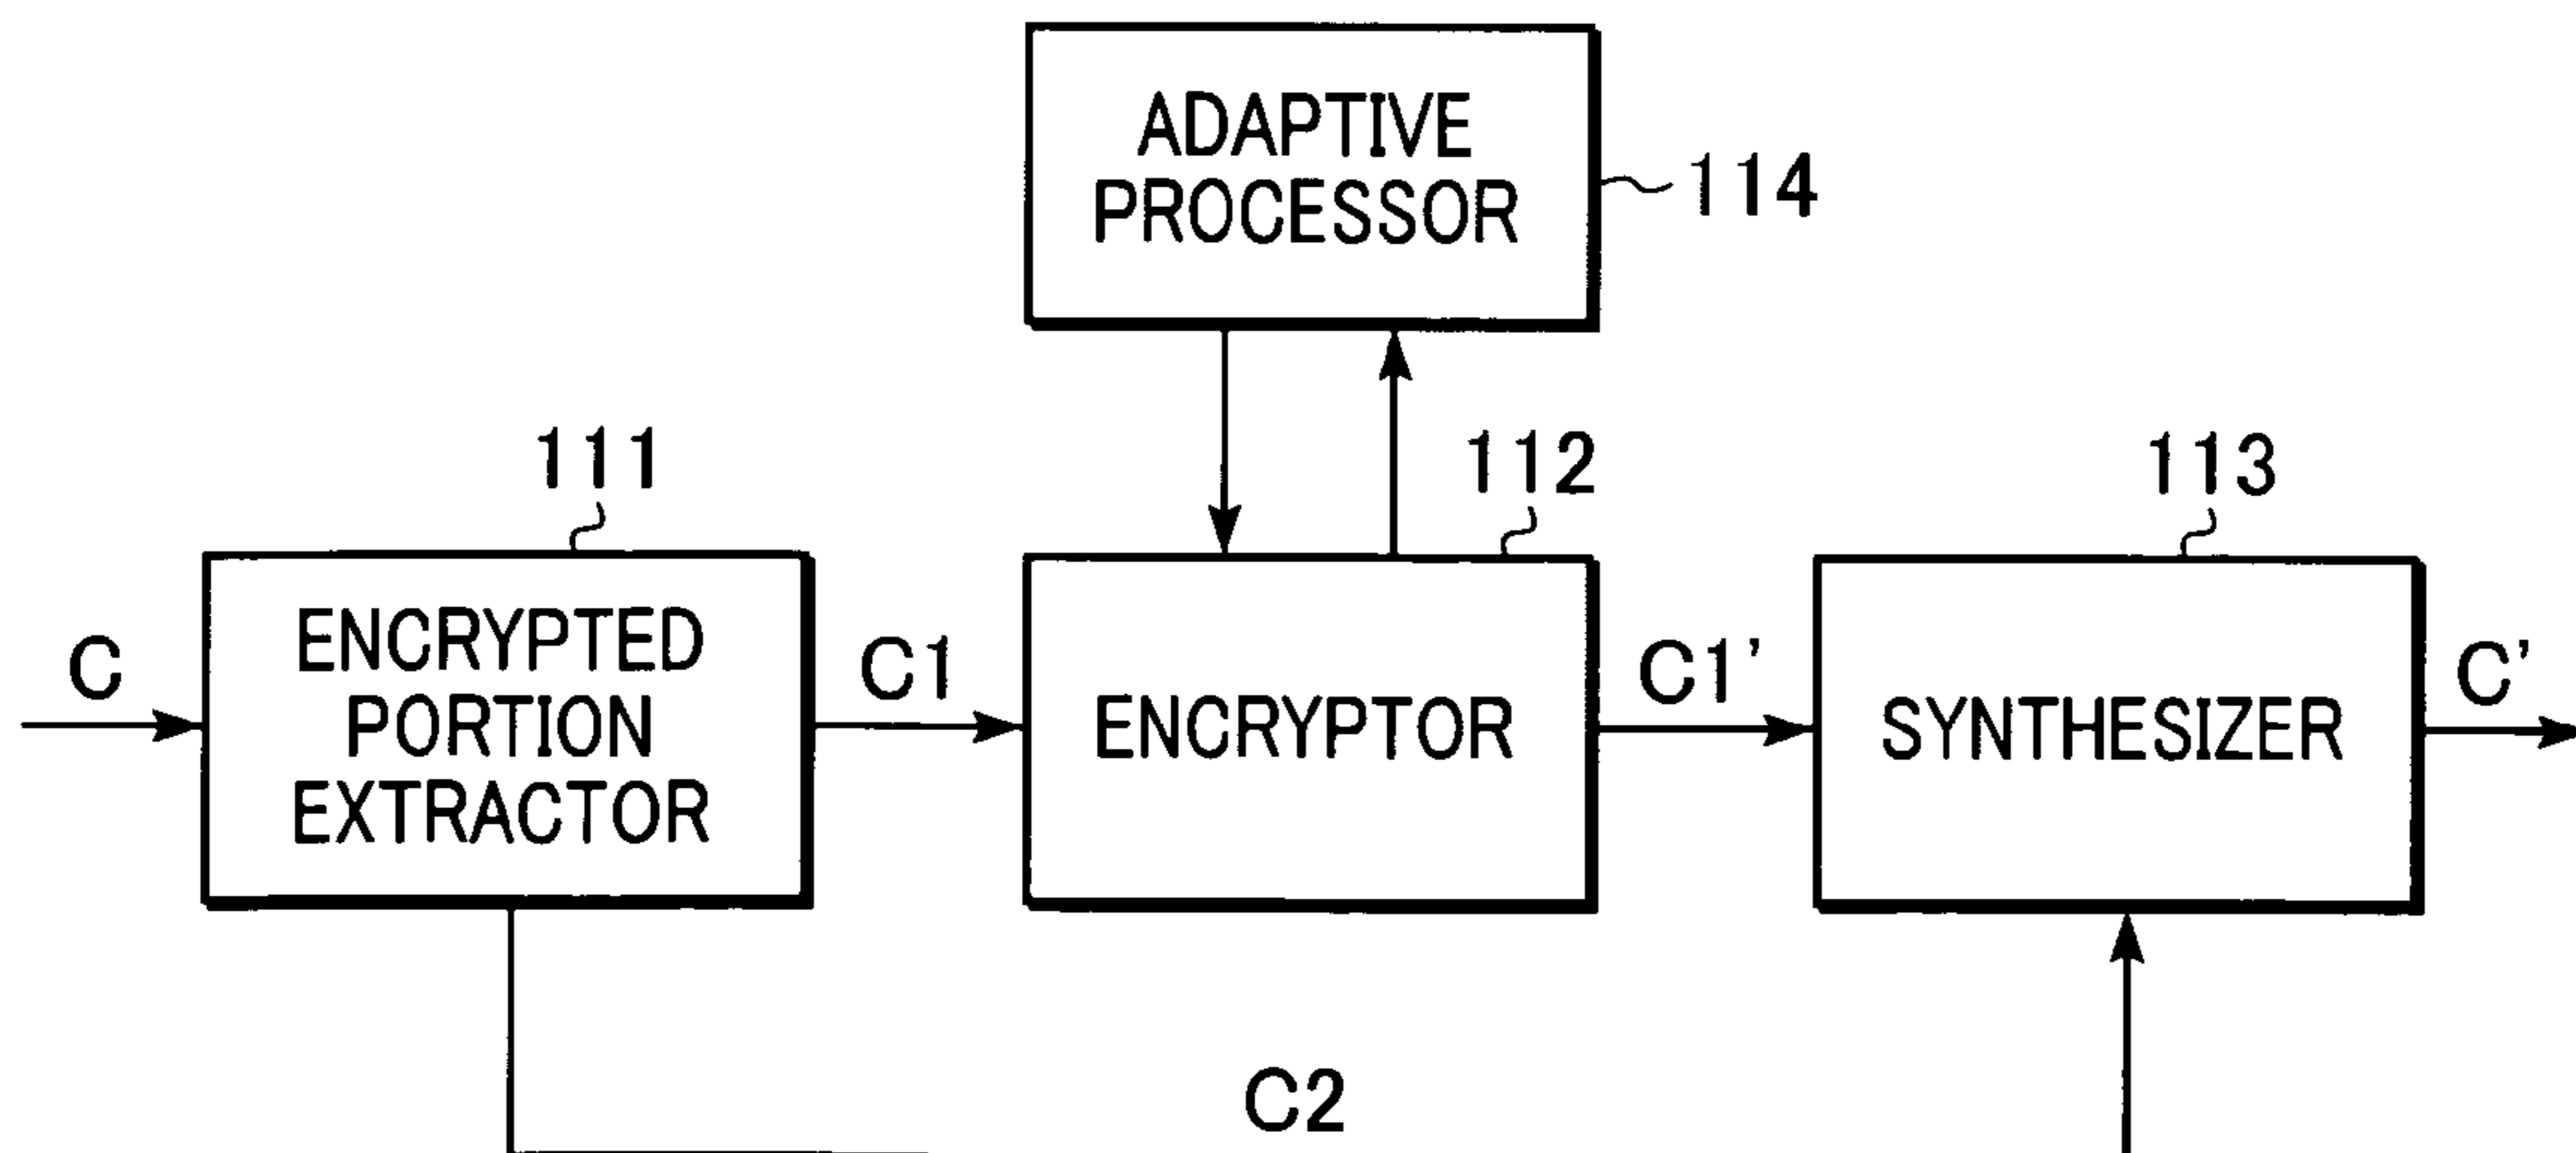 ADAPTIVE
PROCESSOR
114
111
112
113
C
ENCRYPTED
PORTION
EXTRACTOR
C1
ENCRYPTOR
C1'
SYNTHESIZER
C'
C2